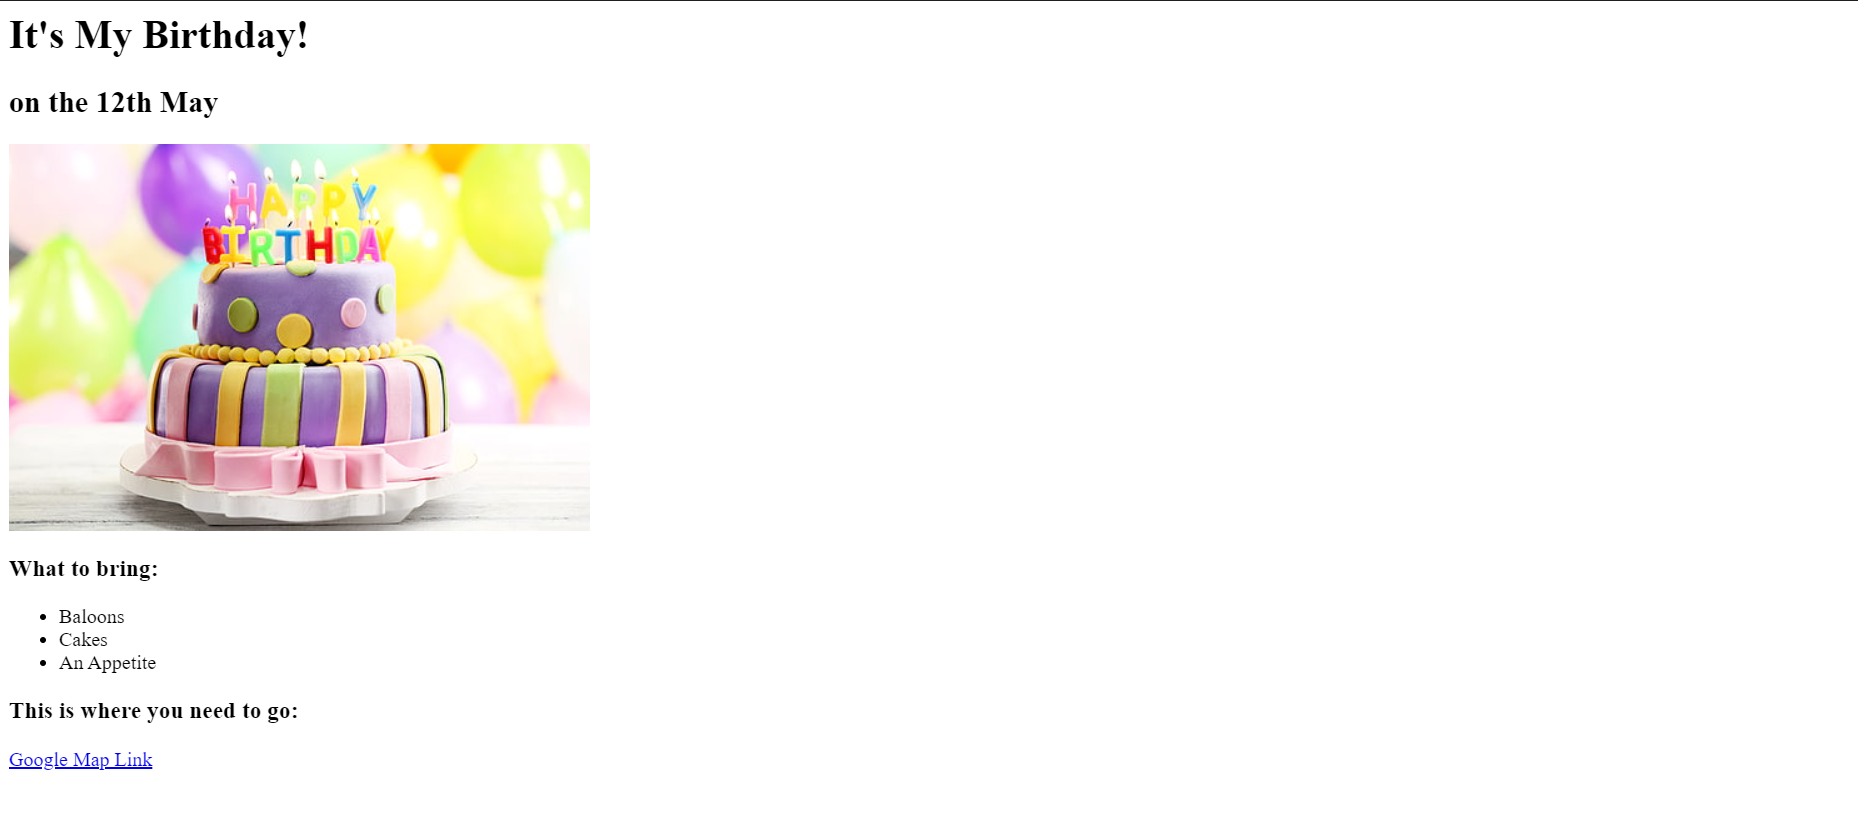 It's My Birthday!
on the 12th May
HAPPY
BIRTHDAY
What to bring:
Baloons
Cakes
An Appetite
This is where you need to go:
Google Map Link